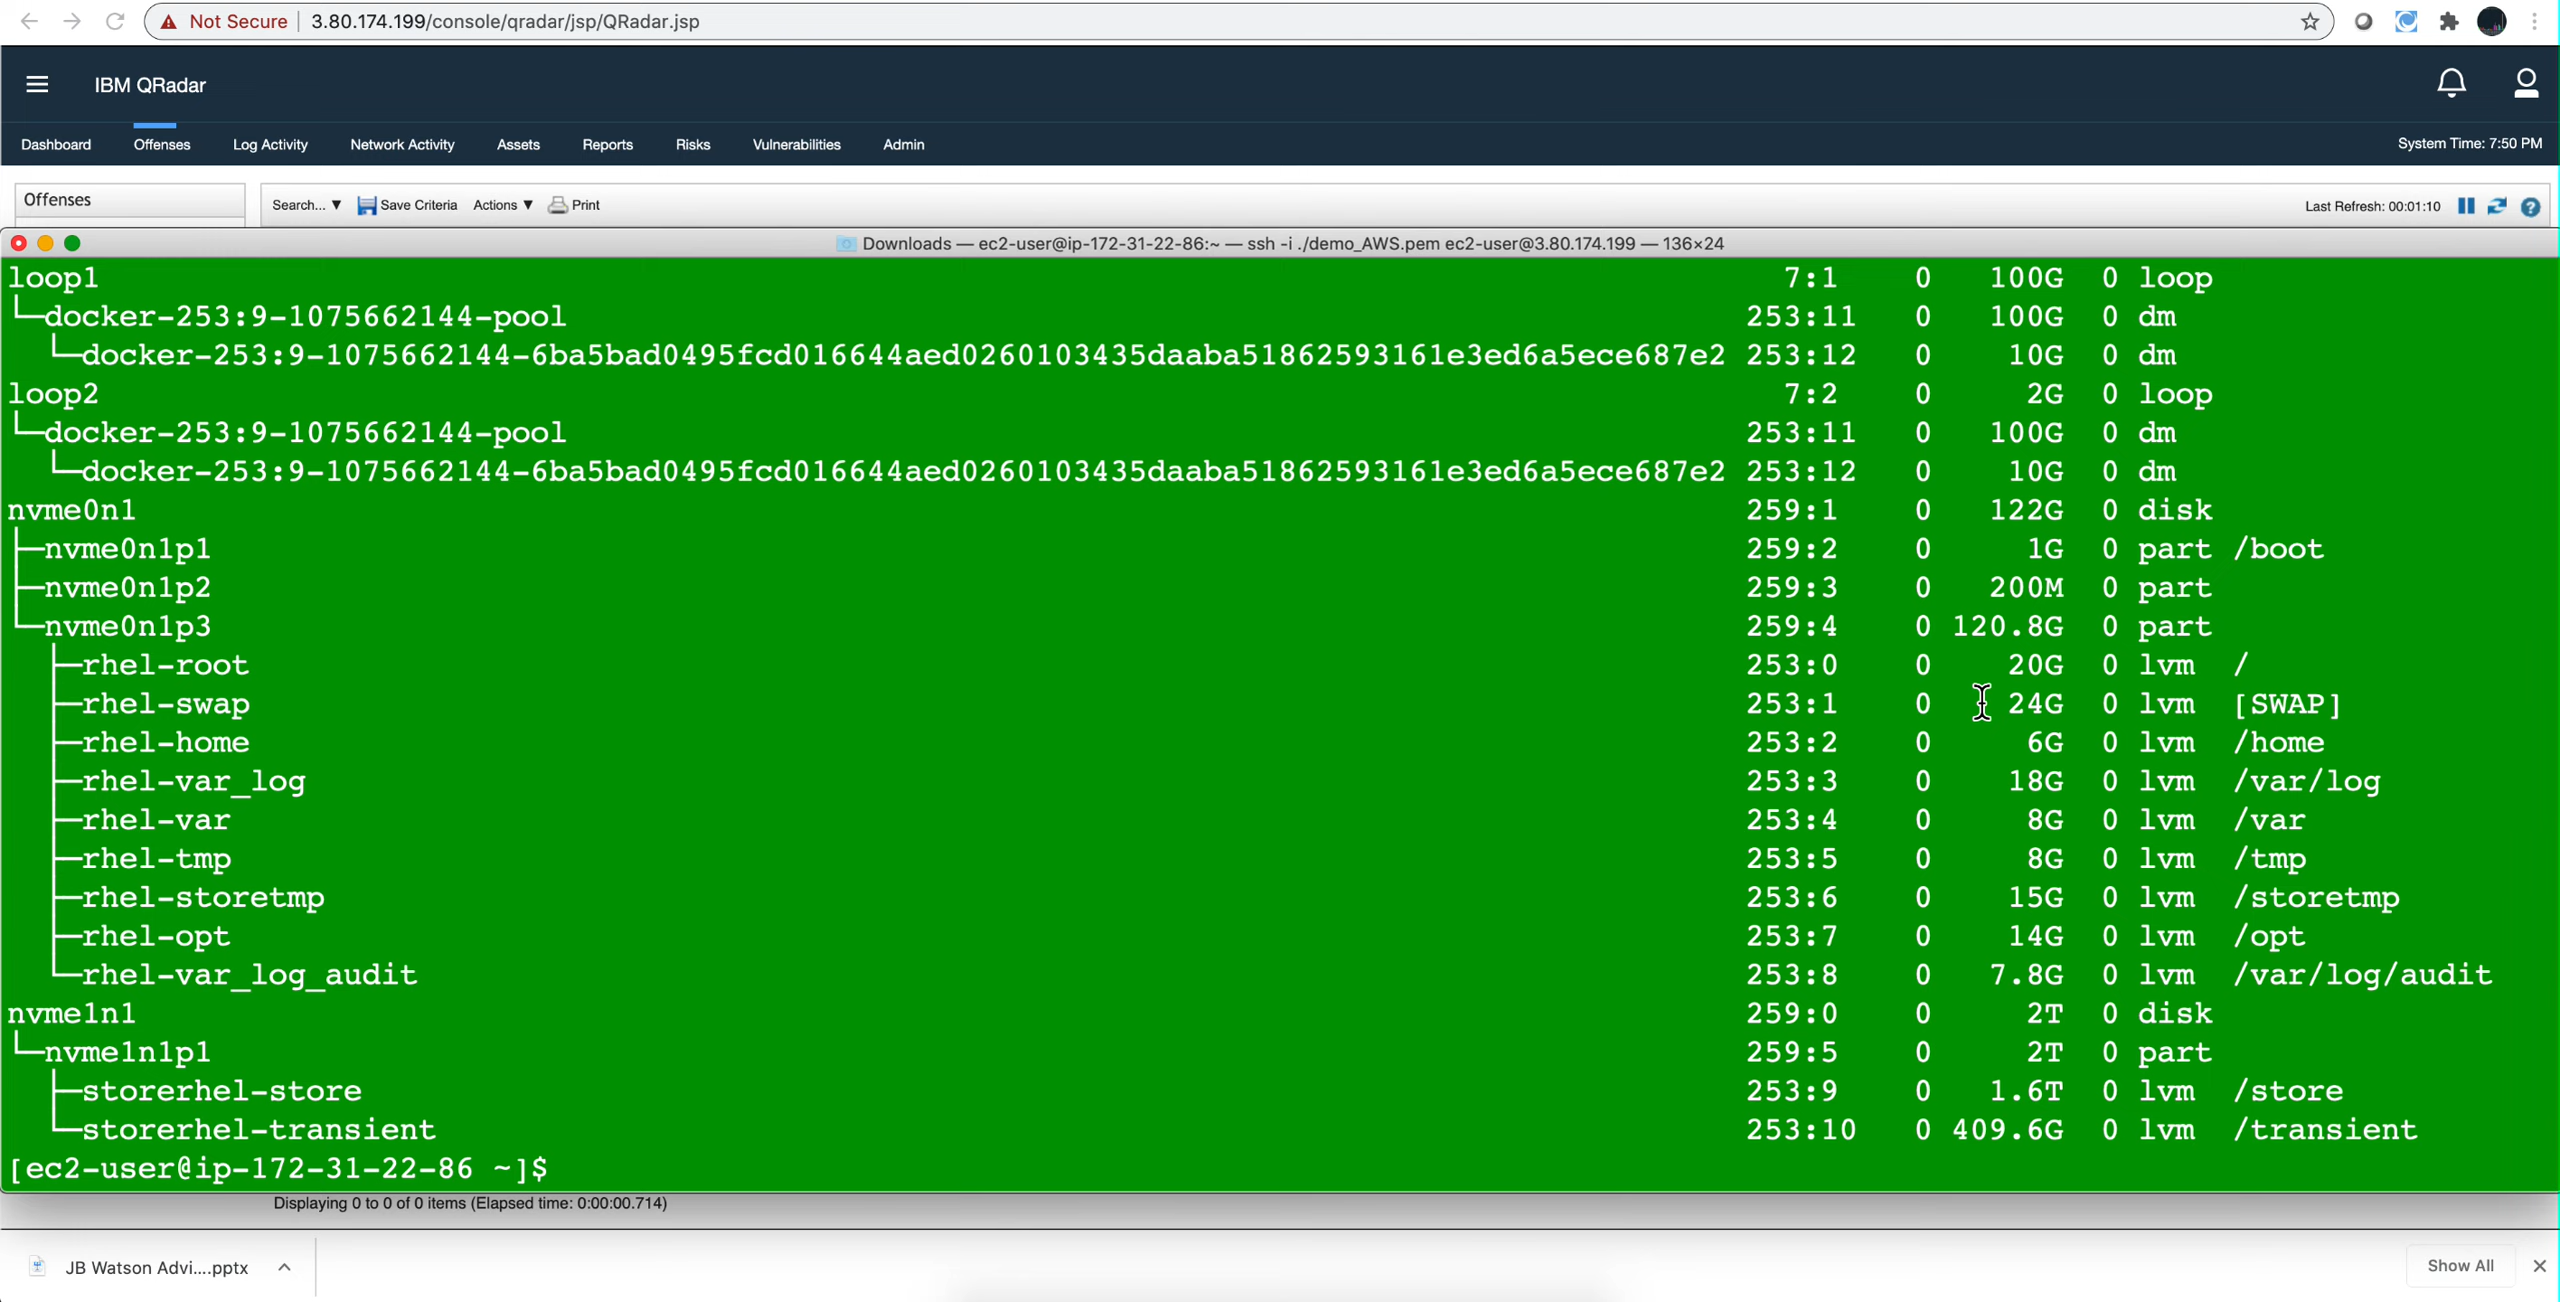 Not Secure 3.80.174.199/console/qradar/jsp/QRadar.jsp
IBM QRadar
Dashboard Offenses Log Activity Network Activity Assets Reports Risks Vulnerabilities Admin System Time: 7:50 PM
Offenses Search... ▼ Save Criteria Actions ▼ Print Last Refresh: 00:01:10
Downloads — ec2-user@ip-172-31-22-86:~ — ssh -i ./demo_AWS.pem ec2-user@3.80.174.199 — 136×24
loop1 7:1 0 100G 0 loop
└─docker-253:9-1075662144-pool 253:11 0 100G 0 dm
└─docker-253:9-1075662144-6ba5bad0495fcd016644aed0260103435daaba51862593161e3ed6a5ece687e2 253:12 0 10G 0 dm
loop2 7:2 0 2G 0 loop
└─docker-253:9-1075662144-pool 253:11 0 100G 0 dm
└─docker-253:9-1075662144-6ba5bad0495fcd016644aed0260103435daaba51862593161e3ed6a5ece687e2 253:12 0 10G 0 dm
nvme0n1 259:1 0 122G 0 disk
├─nvme0n1p1 259:2 0 1G 0 part /boot
├─nvme0n1p2 259:3 0 200M 0 part
└─nvme0n1p3 259:4 0 120.8G 0 part
├─rhel-root 253:0 0 20G 0 lvm /
├─rhel-swap 253:1 0 24G 0 lvm [SWAP]
├─rhel-home 253:2 0 6G 0 lvm /home
├─rhel-var_log 253:3 0 18G 0 lvm /var/log
├─rhel-var 253:4 0 8G 0 lvm /var
├─rhel-tmp 253:5 0 8G 0 lvm /tmp
├─rhel-storetmp 253:6 0 15G 0 lvm /storetmp
├─rhel-opt 253:7 0 14G 0 lvm /opt
└─rhel-var_log_audit 253:8 0 7.8G 0 lvm /var/log/audit
nvme1n1 259:0 0 2T 0 disk
└─nvme1n1p1 259:5 0 2T 0 part
├─storerhel-store 253:9 0 1.6T 0 lvm /store
└─storerhel-transient 253:10 0 409.6G 0 lvm /transient
[ec2-user@ip-172-31-22-86 ~]$
Displaying 0 to 0 of 0 items (Elapsed time: 0:00:00.714)
JB Watson Advi....pptx Show All